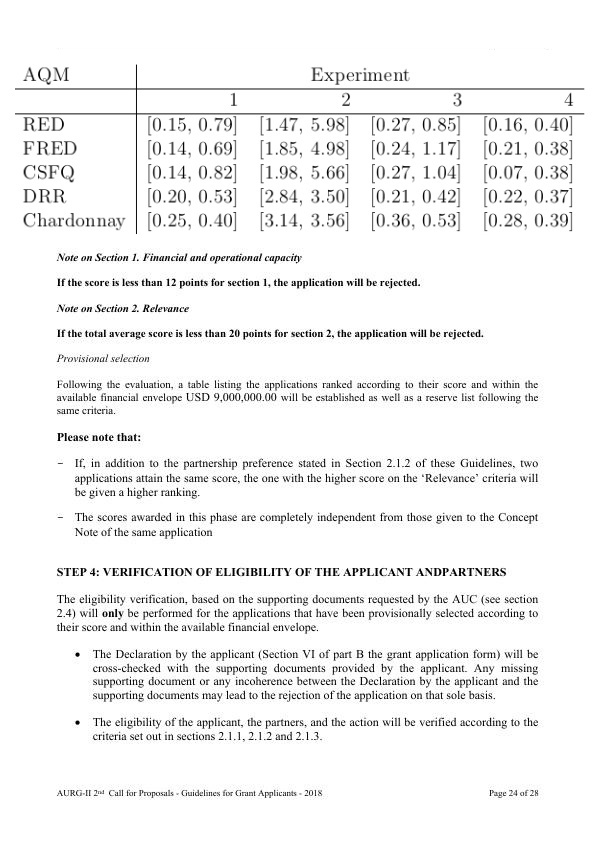 AQM Experiment
1 2 3 4
RED [0.15, 0.79] [1.47, 5.98] [0.27, 0.85] [0.16, 0.40]
FRED [0.14, 0.69] [1.85, 4.98] [0.24, 1.17] [0.21, 0.38]
CSFQ [0.14, 0.82] [1.98, 5.66] [0.27, 1.04] [0.07, 0.38]
DRR [0.20, 0.53] [2.84, 3.50] [0.21, 0.42] [0.22, 0.37]
Chardonnay [0.25, 0.40] [3.14, 3.56] [0.36, 0.53] [0.28, 0.39]
Note on Section 1. Financial and operational capacity
If the score is less than 12 points for section 1, the application will be rejected.
Note on Section 2. Relevance
If the total average score is less than 20 points for section 2, the application will be rejected.
Provisional selection
Following the evaluation, a table listing the applications ranked according to their score and within the
available financial envelope USD 9,000,000.00 will be established as well as a reserve list following the
same criteria.
Please note that:
− If, in addition to the partnership preference stated in Section 2.1.2 of these Guidelines, two
applications attain the same score, the one with the higher score on the ‘Relevance’ criteria will
be given a higher ranking.
− The scores awarded in this phase are completely independent from those given to the Concept
Note of the same application
STEP 4: VERIFICATION OF ELIGIBILITY OF THE APPLICANT ANDPARTNERS
The eligibility verification, based on the supporting documents requested by the AUC (see section
2.4) will only be performed for the applications that have been provisionally selected according to
their score and within the available financial envelope.
• The Declaration by the applicant (Section VI of part B the grant application form) will be
cross-checked with the supporting documents provided by the applicant. Any missing
supporting document or any incoherence between the Declaration by the applicant and the
supporting documents may lead to the rejection of the application on that sole basis.
• The eligibility of the applicant, the partners, and the action will be verified according to the
criteria set out in sections 2.1.1, 2.1.2 and 2.1.3.
AURG-II 2nd Call for Proposals - Guidelines for Grant Applicants - 2018 Page 24 of 28